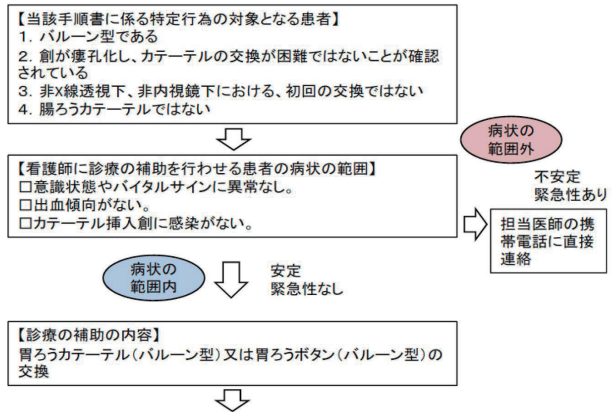 【当該手順書に係る特定行為の対象となる患者】
1．バルーン型である
2．創が瘻孔化し、カテーテルの交換が困難ではないことが確認
されている
3．非X線透視下、非内視鏡下における、初回の交換ではない
4．腸ろうカテーテルではない
病状の
範囲外
【看護師に診療の補助を行わせる患者の病状の範囲】
□意識状態やバイタルサインに異常なし。
□出血傾向がない。
□カテーテル挿入創に感染がない。
不安定
緊急性あり
担当医師の携
帯電話に直接
連絡
病状の
範囲内
安定
緊急性なし
【診療の補助の内容】
胃ろうカテーテル（バルーン型）又は胃ろうボタン（バルーン型）の
交換